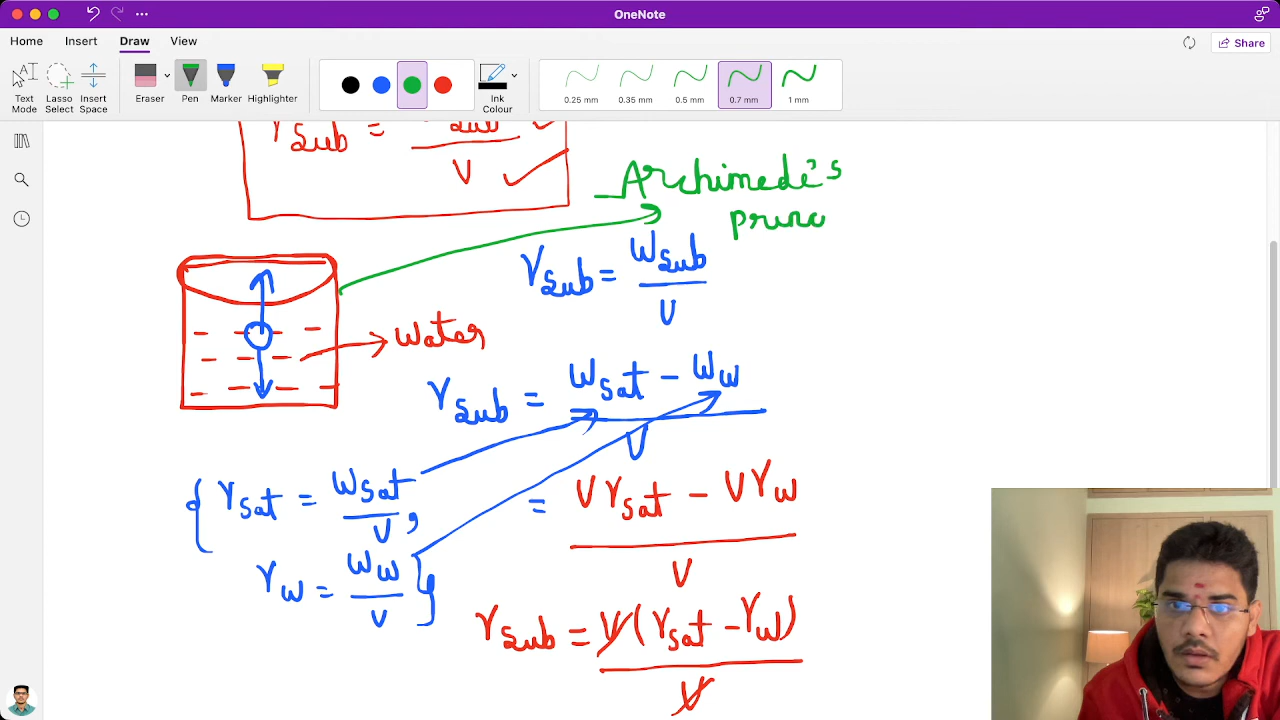 OneNote
Home Insert Draw View
Share
Text Mode
Lasso Select
Insert Space
Eraser
Pen
Marker
Highlighter
Ink Colour
0.25 mm
0.35 mm
0.5 mm
0.7 mm
1 mm
γsub =
V
Archimede's
princ
γsub = Wsub
V
Water
γsub = Wsat - Ww
V
{ γsat = Wsat
V ,
= Vγsat - Vγw
V
γw = Ww
V }
γsub = V(γsat - γw)
V